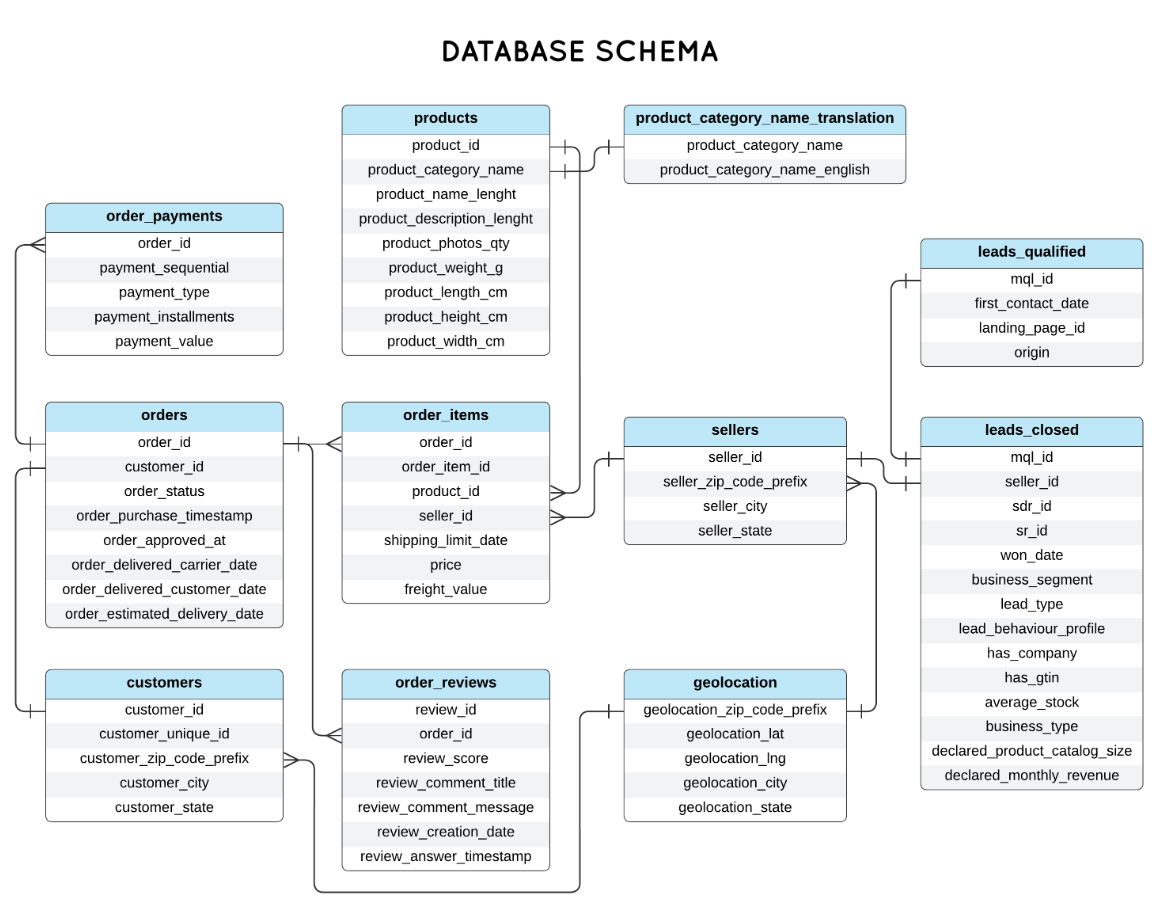 DATABASE SCHEMA
products
product_id
product_category_name
product_name_lenght
product_description_lenght
product_photos_qty
product_weight_g
product_length_cm
product_height_cm
product_width_cm
product_category_name_translation
product_category_name
product_category_name_english
order_payments
order_id
payment_sequential
payment_type
payment_installments
payment_value
leads_qualified
mql_id
first_contact_date
landing_page_id
origin
orders
order_id
customer_id
order_status
order_purchase_timestamp
order_approved_at
order_delivered_carrier_date
order_delivered_customer_date
order_estimated_delivery_date
order_items
order_id
order_item_id
product_id
seller_id
shipping_limit_date
price
freight_value
sellers
seller_id
seller_zip_code_prefix
seller_city
seller_state
leads_closed
mql_id
seller_id
sdr_id
sr_id
won_date
business_segment
lead_type
lead_behaviour_profile
has_company
has_gtin
average_stock
business_type
declared_product_catalog_size
declared_monthly_revenue
customers
customer_id
customer_unique_id
customer_zip_code_prefix
customer_city
customer_state
order_reviews
review_id
order_id
review_score
review_comment_title
review_comment_message
review_creation_date
review_answer_timestamp
geolocation
geolocation_zip_code_prefix
geolocation_lat
geolocation_lng
geolocation_city
geolocation_state